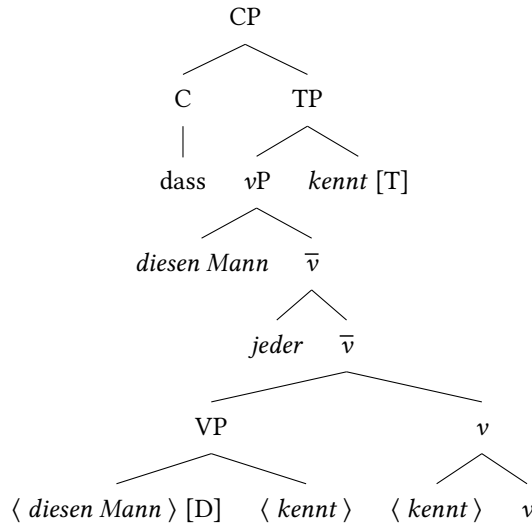 CP
C TP
dass vP kennt [T]
diesen Mann v̅
jeder v̅
VP v
⟨ diesen Mann ⟩ [D] ⟨ kennt ⟩ ⟨ kennt ⟩ v